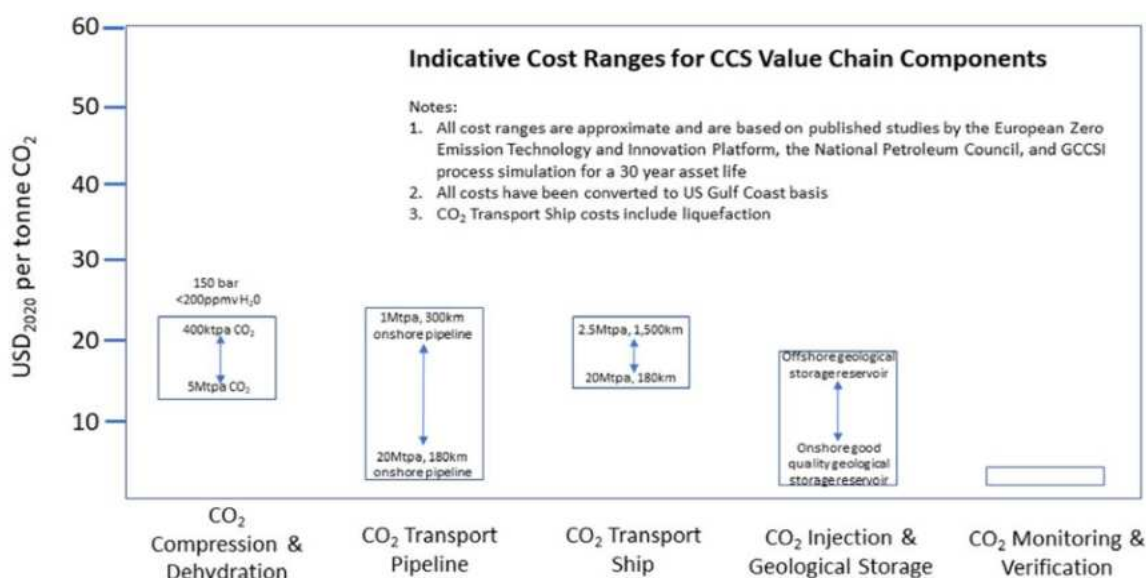 Indicative Cost Ranges for CCS Value Chain Components
Notes:
1. All cost ranges are approximate and are based on published studies by the European Zero
Emission Technology and Innovation Platform, the National Petroleum Council, and GCCSI
process simulation for a 30 year asset life
2. All costs have been converted to US Gulf Coast basis
3. CO₂ Transport Ship costs include liquefaction
USD₂₀₂₀ per tonne CO₂
60
50
40
30
20
10
150 bar
<200ppmv H₂0
400ktpa CO₂
5Mtpa CO₂
1Mtpa, 300km
onshore pipeline
20Mtpa, 180km
onshore pipeline
2.5Mtpa, 1,500km
20Mtpa, 180km
Offshore geological
storage reservoir
Onshore good
quality geological
storage reservoir
CO₂
Compression &
Dehydration
CO₂ Transport
Pipeline
CO₂ Transport
Ship
CO₂ Injection &
Geological Storage
CO₂ Monitoring &
Verification